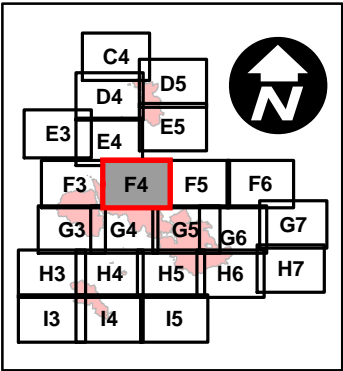 C4
D4 D5
E3 E4 E5
N
F3 F4 F5 F6
G3 G4 G5 G6 G7
H3 H4 H5 H6 H7
I3 I4 I5